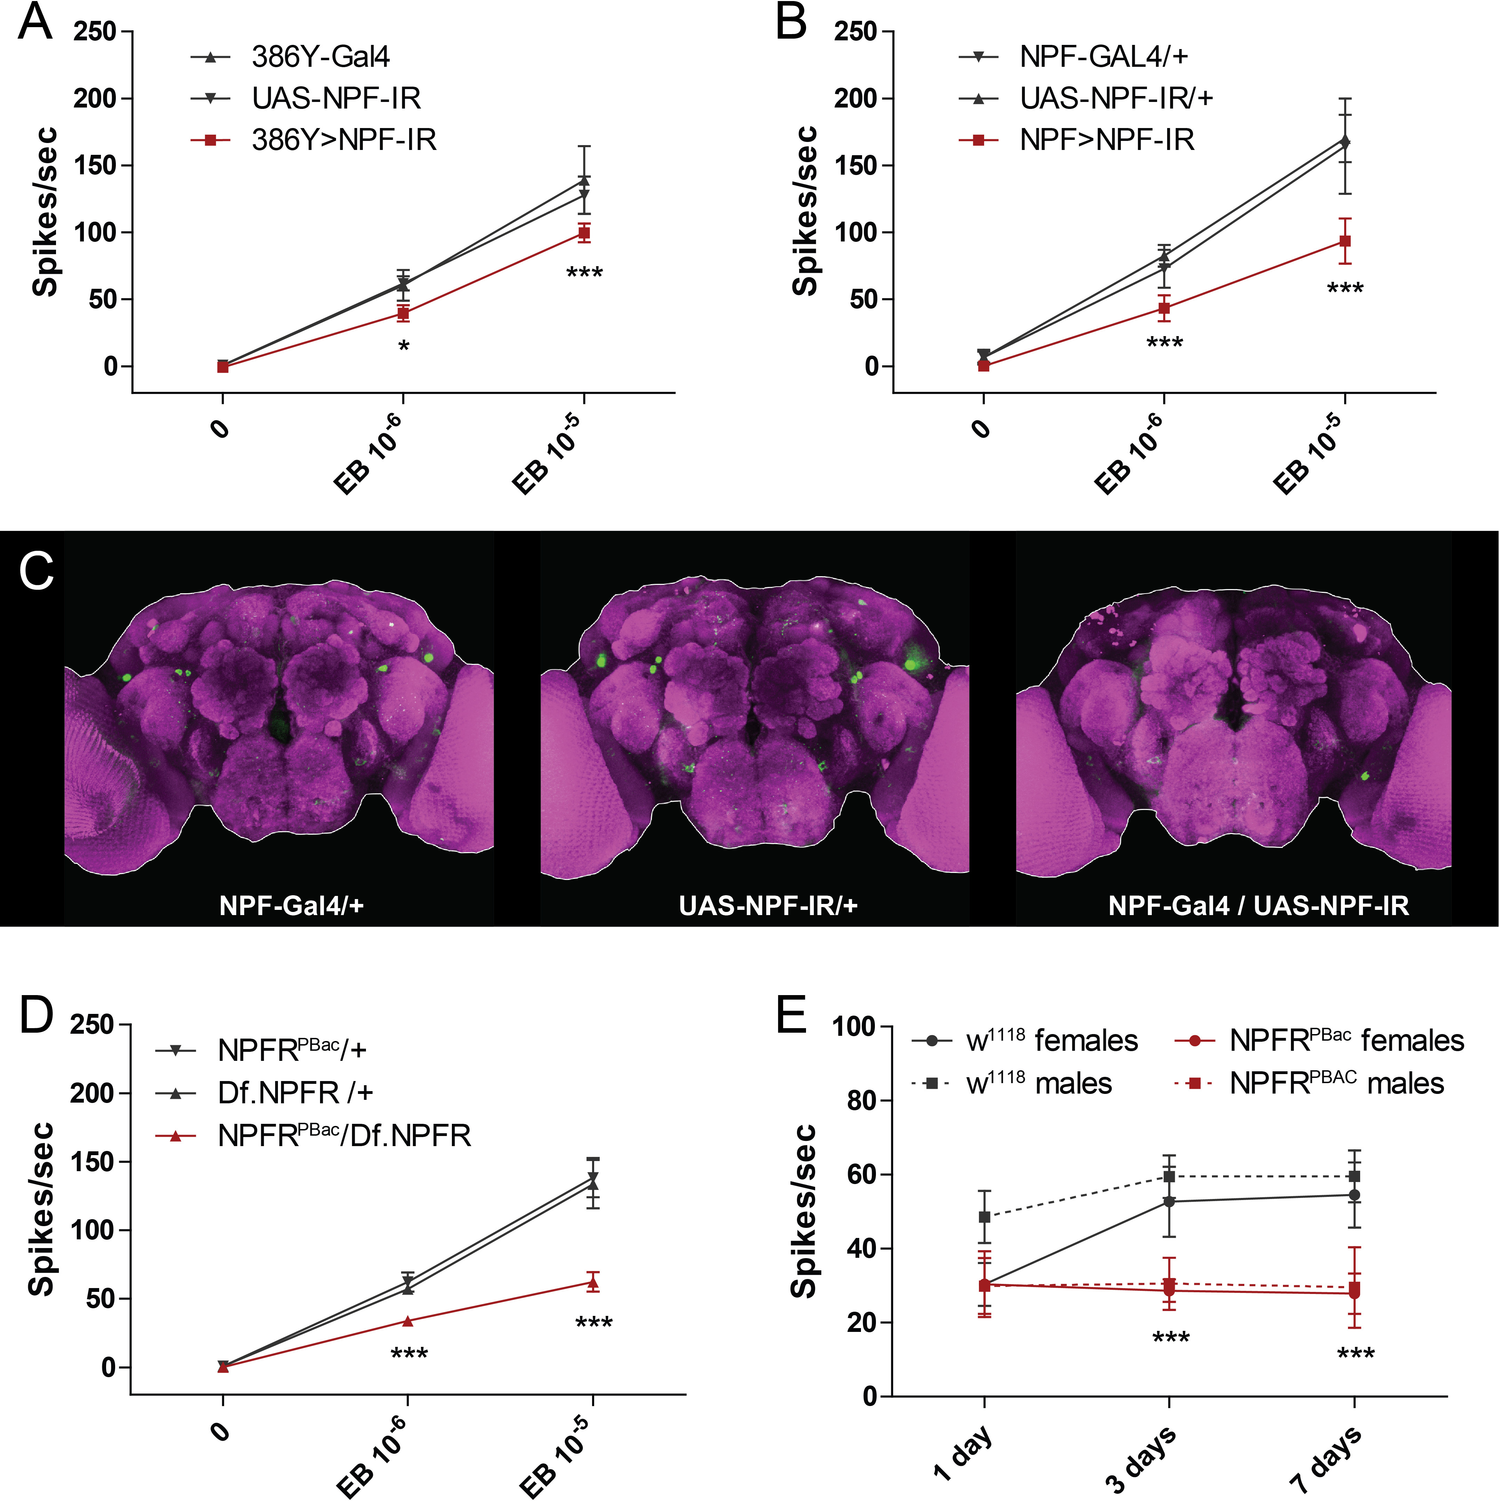 A
250
200
150
100
50
0
Spikes/sec
386Y-Gal4
UAS-NPF-IR
386Y>NPF-IR
*
***
0
EB 10-6
EB 10-5
B
250
200
150
100
50
0
Spikes/sec
NPF-GAL4/+
UAS-NPF-IR/+
NPF>NPF-IR
***
***
0
EB 10-6
EB 10-5
C
NPF-Gal4/+
UAS-NPF-IR/+
NPF-Gal4 / UAS-NPF-IR
D
250
200
150
100
50
0
Spikes/sec
NPFRPBac/+
Df.NPFR /+
NPFRPBac/Df.NPFR
***
***
0
EB 10-6
EB 10-5
E
100
80
60
40
20
0
Spikes/sec
w1118 females
w1118 males
NPFRPBac females
NPFRPBAC males
***
***
1 day
3 days
7 days